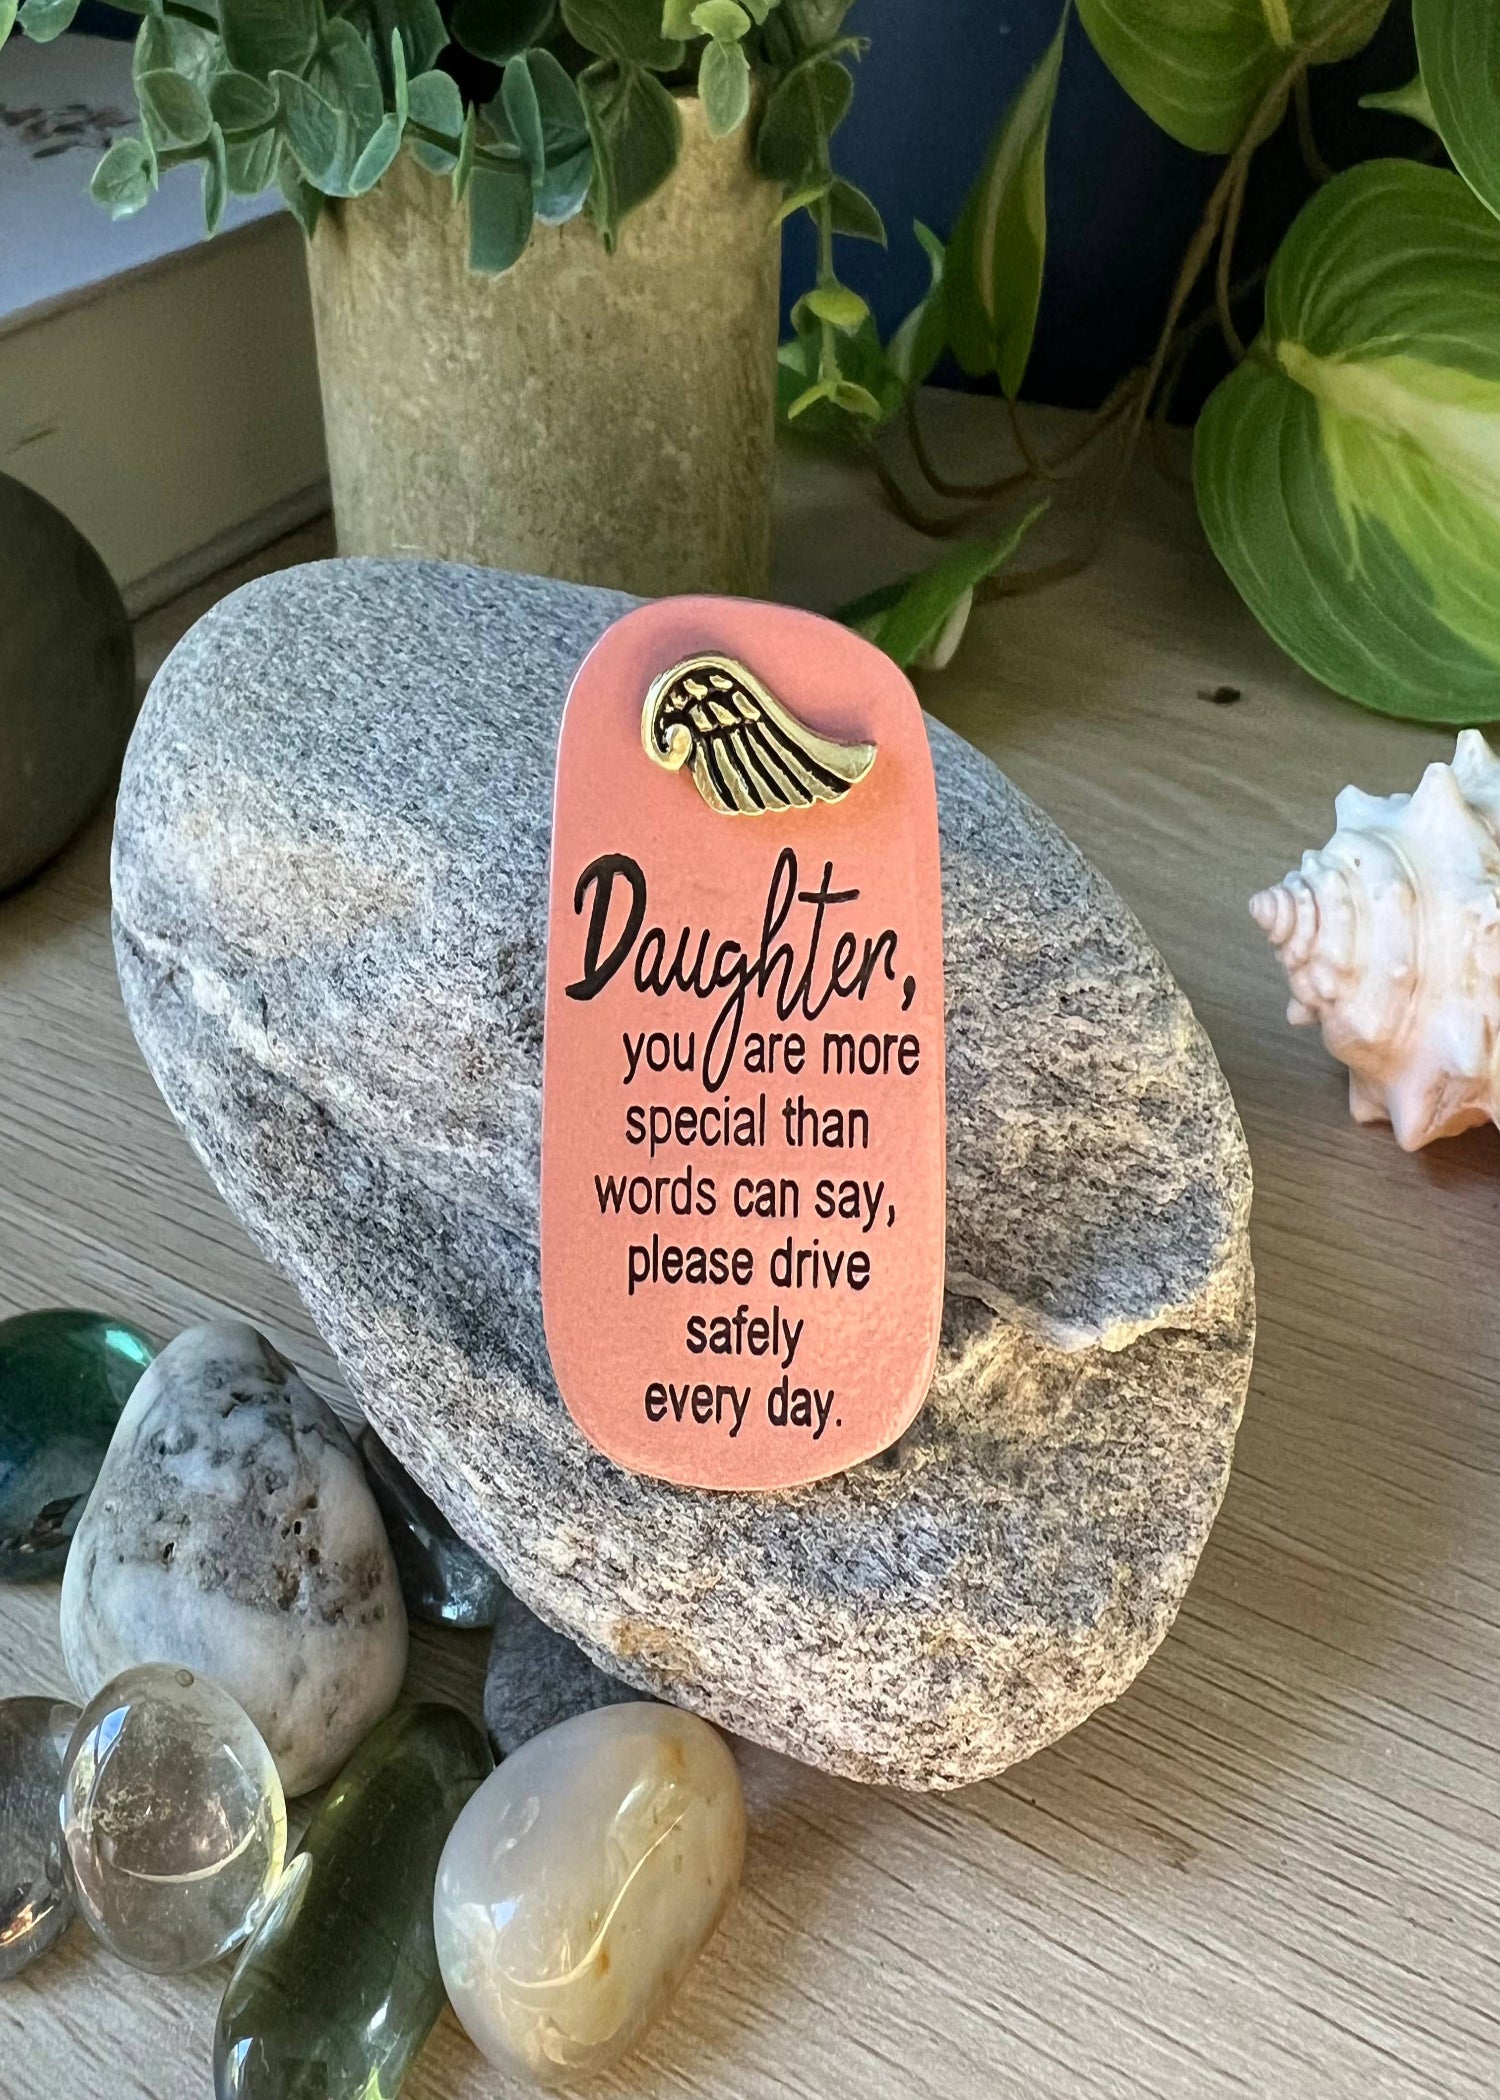 Daughter,
you are more
special than
words can say,
please drive
safely
every day.